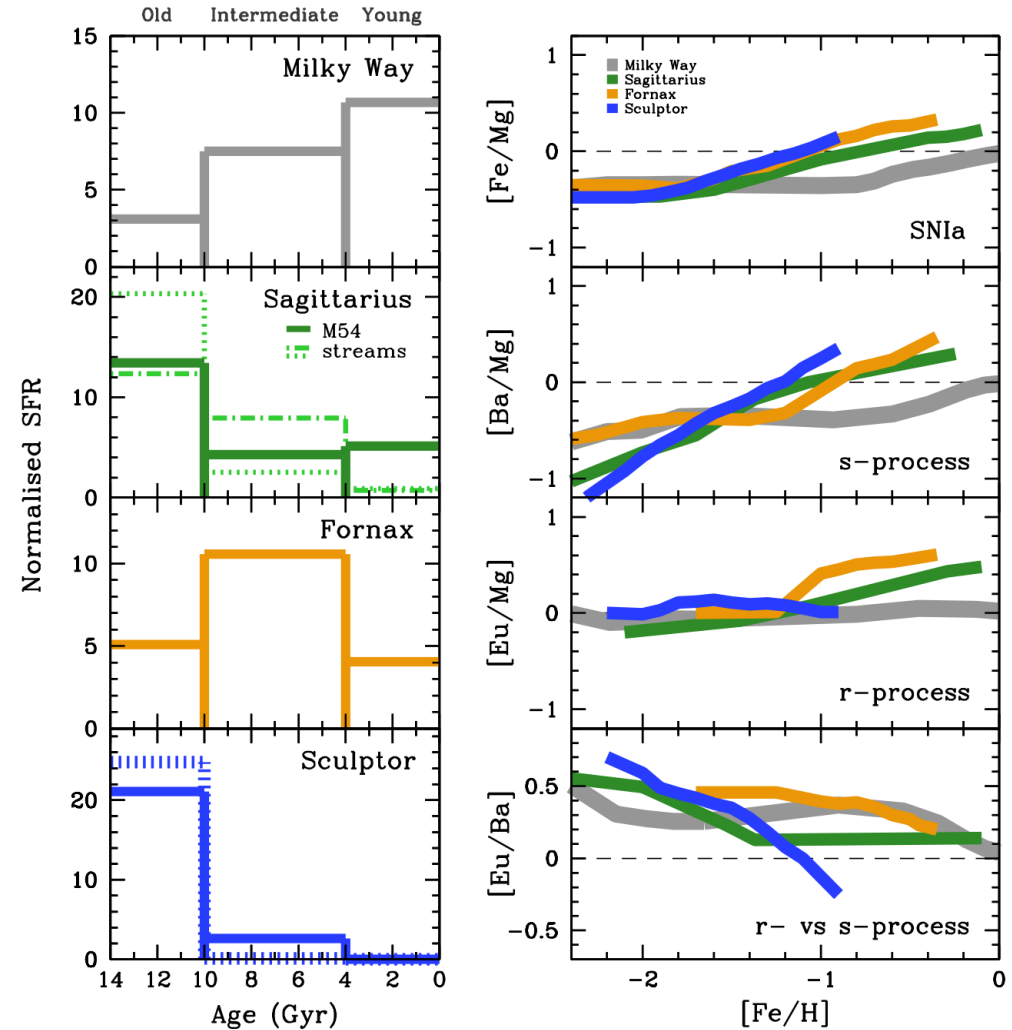 Old Intermediate Young
15
10
5
0
Milky Way
20
10
0
Sagittarius
M54
streams
Normalised SFR
10
5
0
Fornax
20
10
0
Sculptor
14 12 10 8 6 4 2 0
Age (Gyr)
Milky Way
Sagittarius
Fornax
Sculptor
[Fe/Mg]
1
0
−1
SNIa
[Ba/Mg]
1
0
−1
s−process
[Eu/Mg]
1
0
−1
r−process
[Eu/Ba]
0.5
0
−0.5
r− vs s−process
−2 −1 0
[Fe/H]